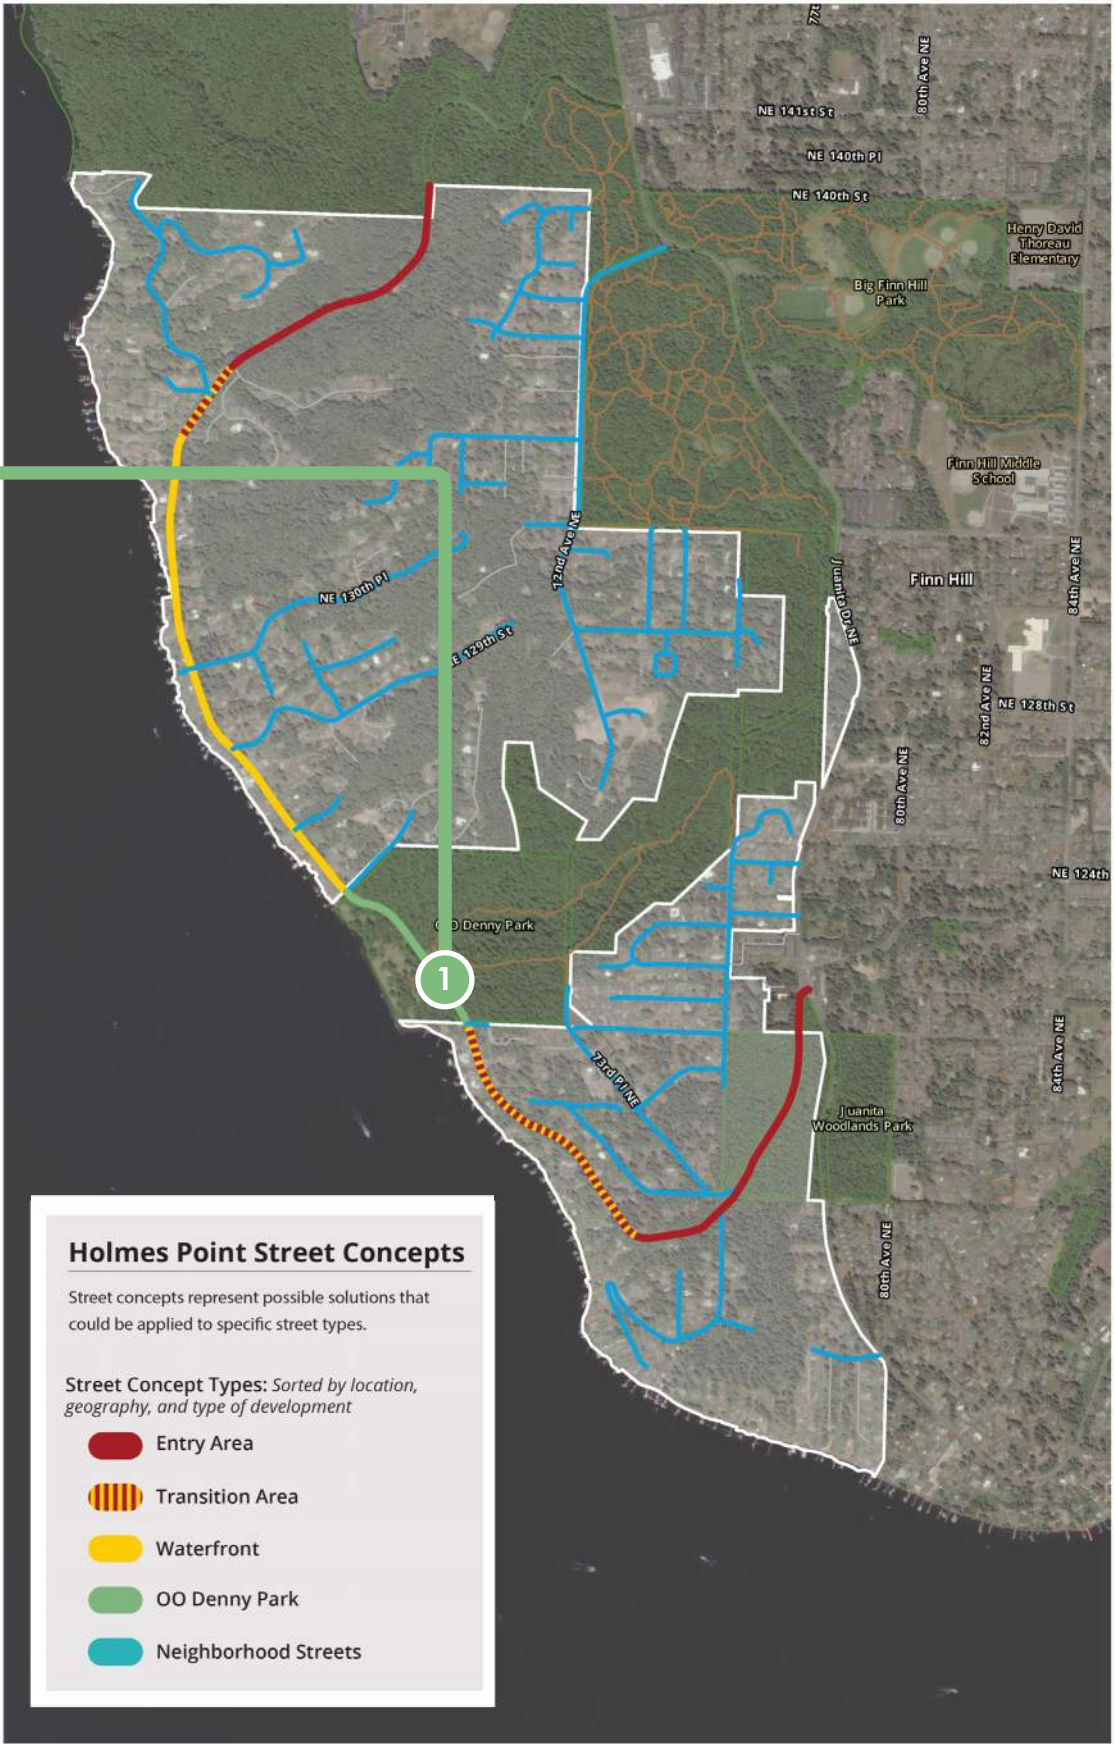 77t
80th Ave NE
NE 141st St
NE 140th Pl
NE 140th St
Henry David
Thoreau
Elementary
Big Finn Hill
Park
Finn Hill Middle
School
72nd Ave NE
Juanita Dr NE
Finn Hill
84th Ave NE
NE 130th Pl
E 129th St
82nd Ave NE
NE 128th St
80th Ave NE
NE 124th
O Denny Park
1
73rd Pl NE
84th Ave NE
Juanita
Woodlands Park
80th Ave NE
Holmes Point Street Concepts
Street concepts represent possible solutions that
could be applied to specific street types.
Street Concept Types: Sorted by location,
geography, and type of development
Entry Area
Transition Area
Waterfront
OO Denny Park
Neighborhood Streets